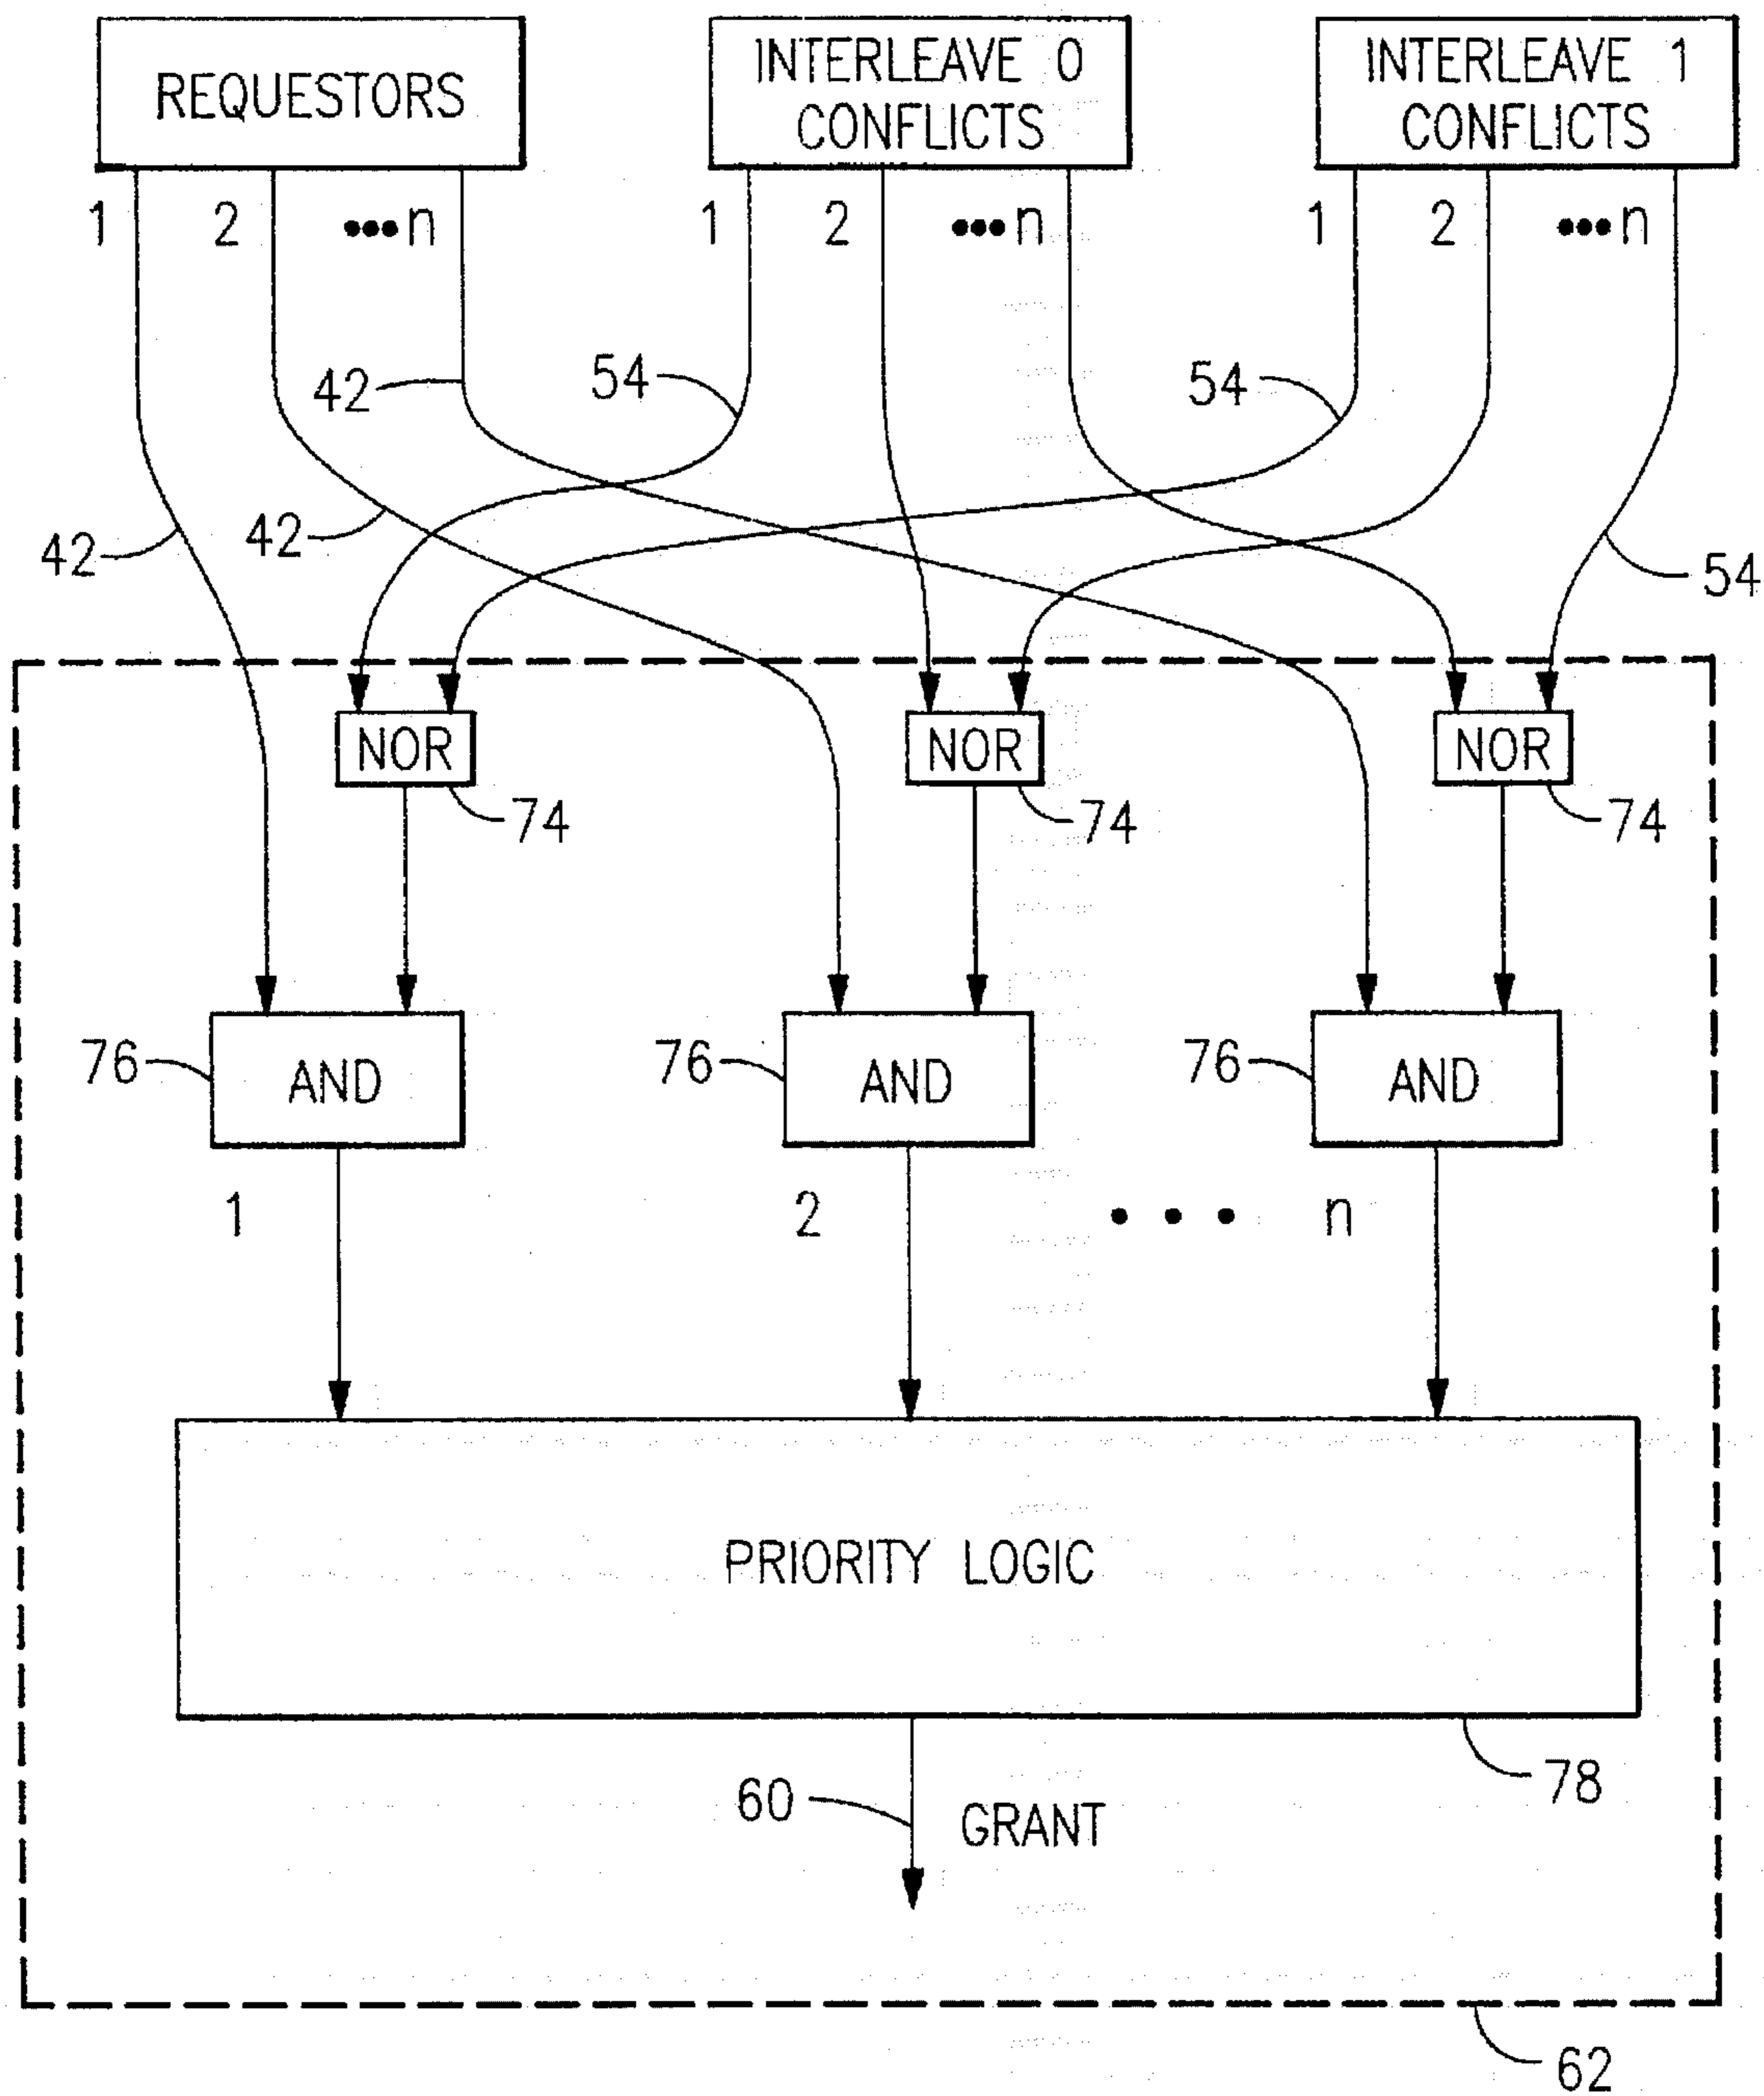 REQUESTORS
INTERLEAVE 0
CONFLICTS
INTERLEAVE 1
CONFLICTS
1 2 •••n
1 2 •••n
1 2 •••n
42 54 54
42 42 54
NOR NOR NOR
74 74 74
76 AND 76 AND 76 AND
1 2 • • • n
PRIORITY LOGIC
78
60 GRANT
62